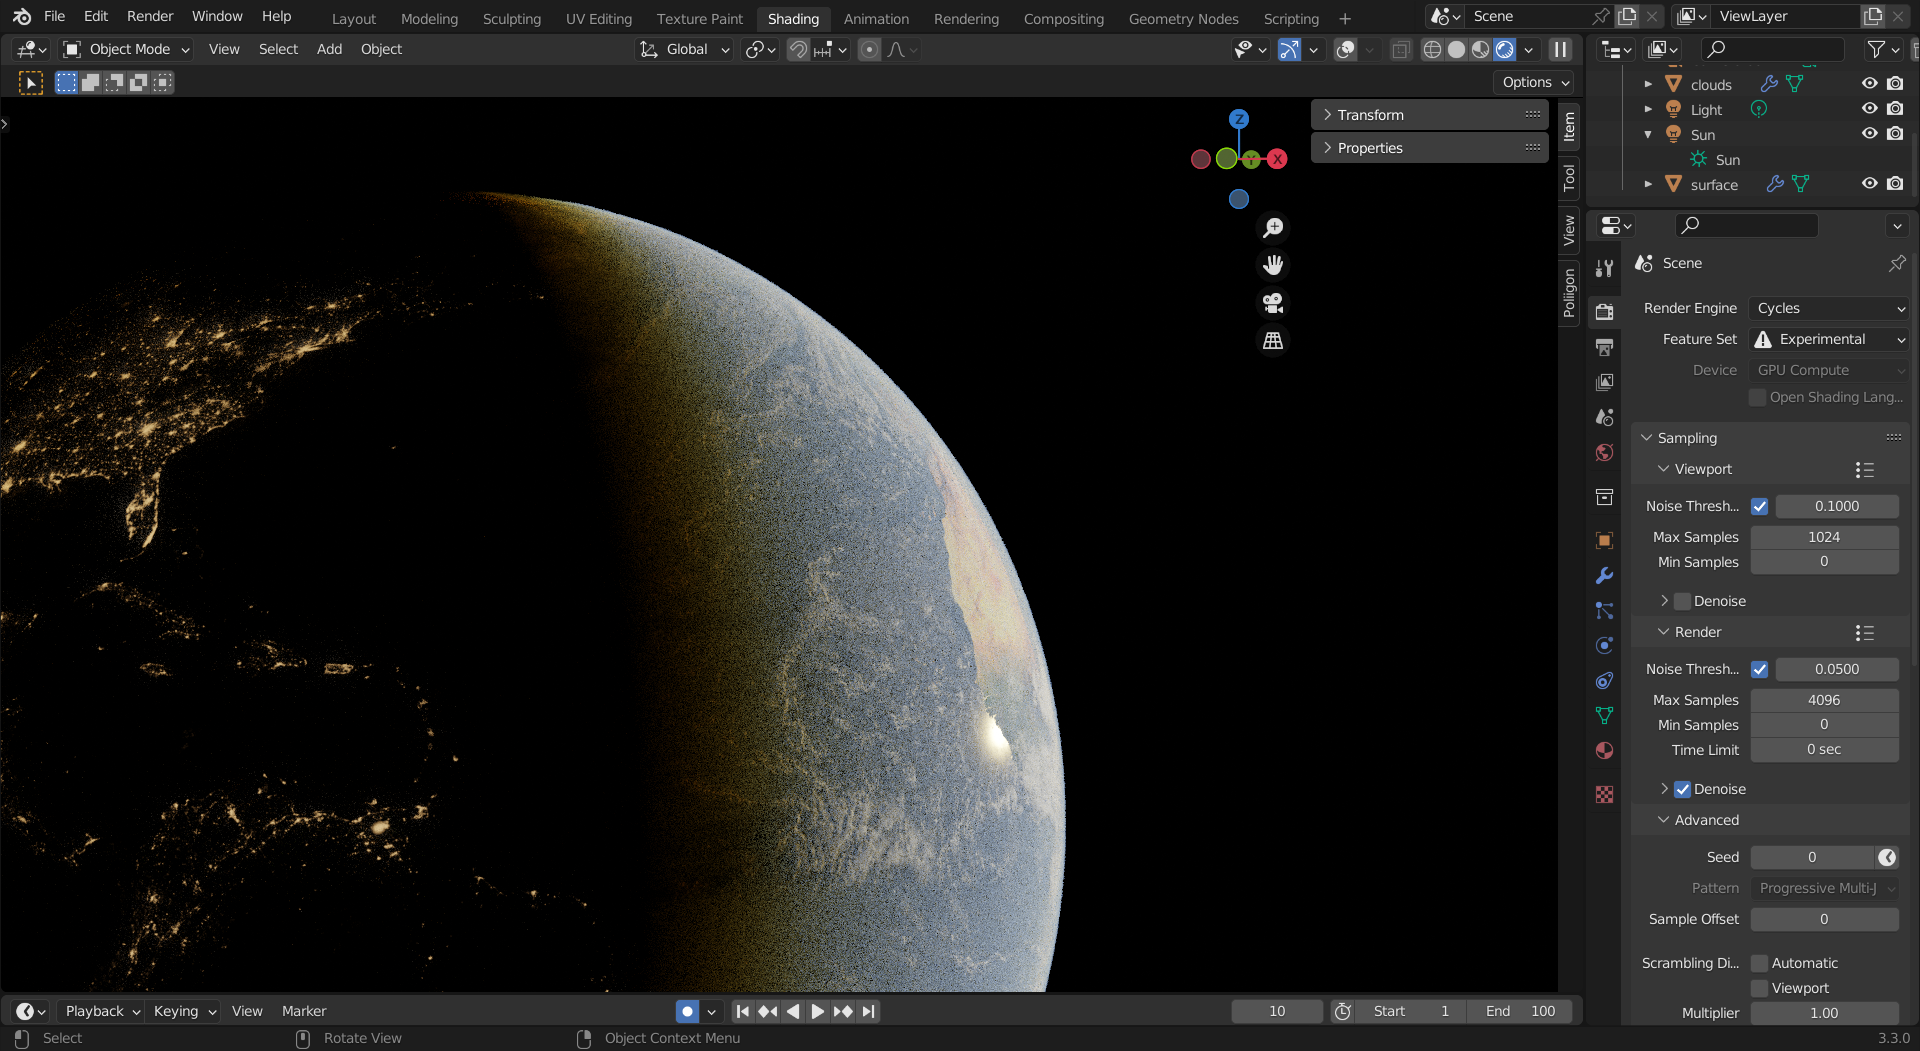 File Edit Render Window Help Layout Modeling Sculpting UV Editing Texture Paint Shading Animation Rendering Compositing Geometry Nodes Scripting + Scene ViewLayer
Object Mode View Select Add Object Global
Options
Transform
Properties
Z
Y
X
Item
Tool
View
Poliigon
clouds
Light
Sun
Sun
surface
Scene
Render Engine Cycles
Feature Set Experimental
Device GPU Compute
Open Shading Lang...
Sampling
Viewport
Noise Thresh... 0.1000
Max Samples 1024
Min Samples 0
Denoise
Render
Noise Thresh... 0.0500
Max Samples 4096
Min Samples 0
Time Limit 0 sec
Denoise
Advanced
Seed 0
Pattern Progressive Multi-J
Sample Offset 0
Scrambling Di... Automatic
Viewport
Multiplier 1.00
Playback Keying View Marker 10 Start 1 End 100
Select Rotate View Object Context Menu 3.3.0